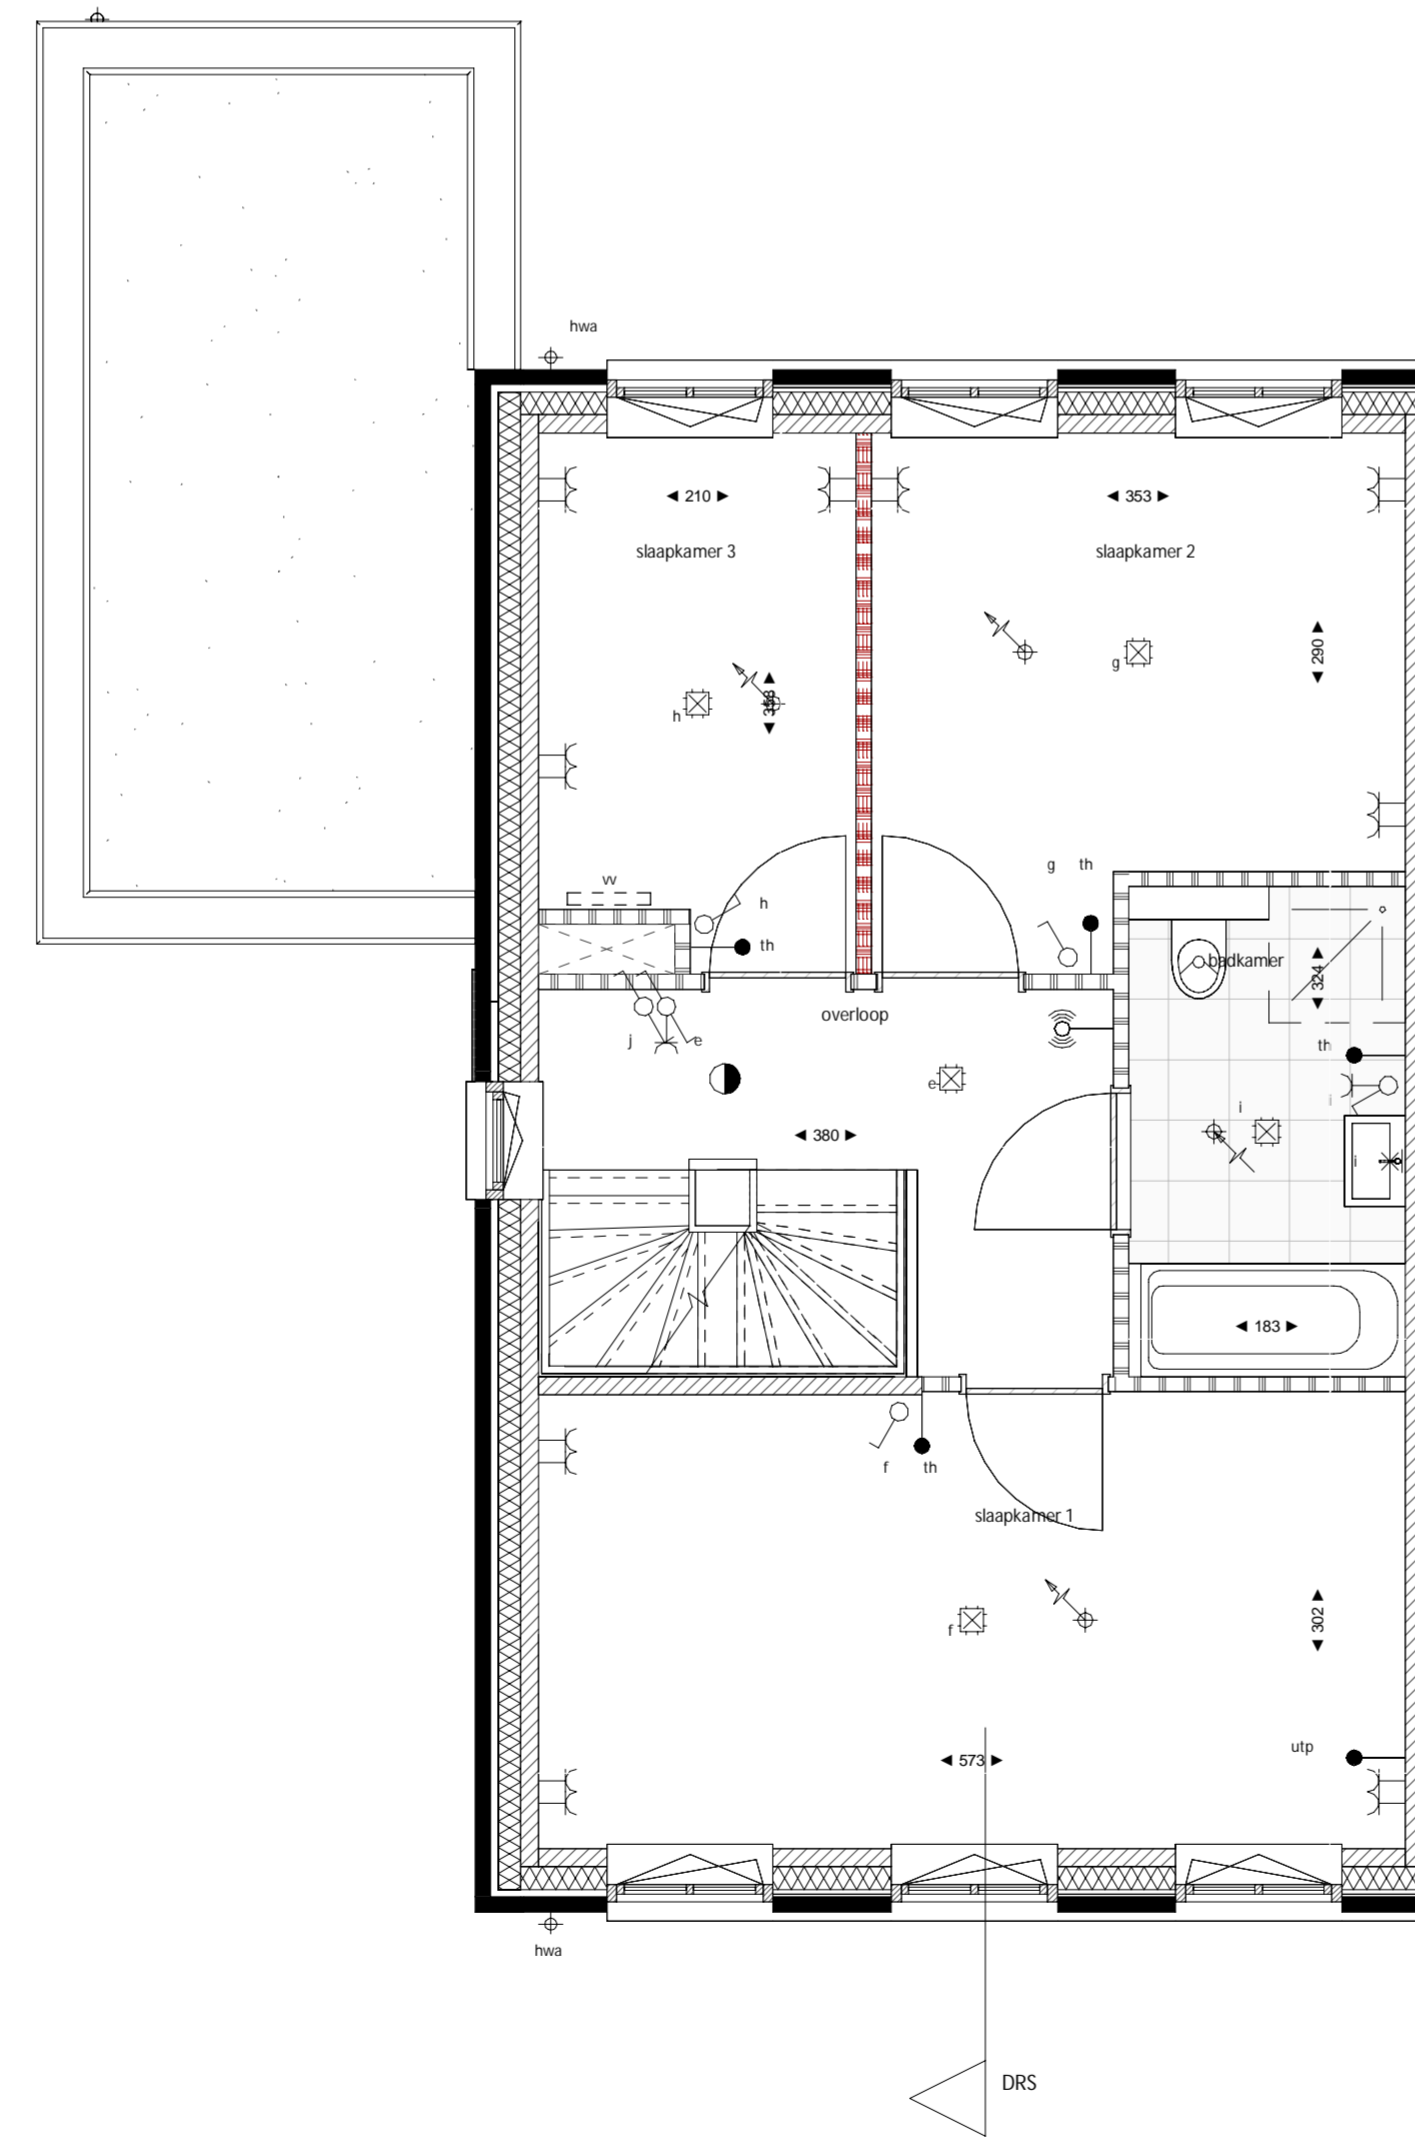 hwa
210
353
slaapkamer 3
slaapkamer 2
290
g
h
358
g th
vv
h
th
badkamer
324
overloop
j
e
th
e
i
i
380
183
f th
slaapkamer 1
f
302
utp
573
hwa
DRS